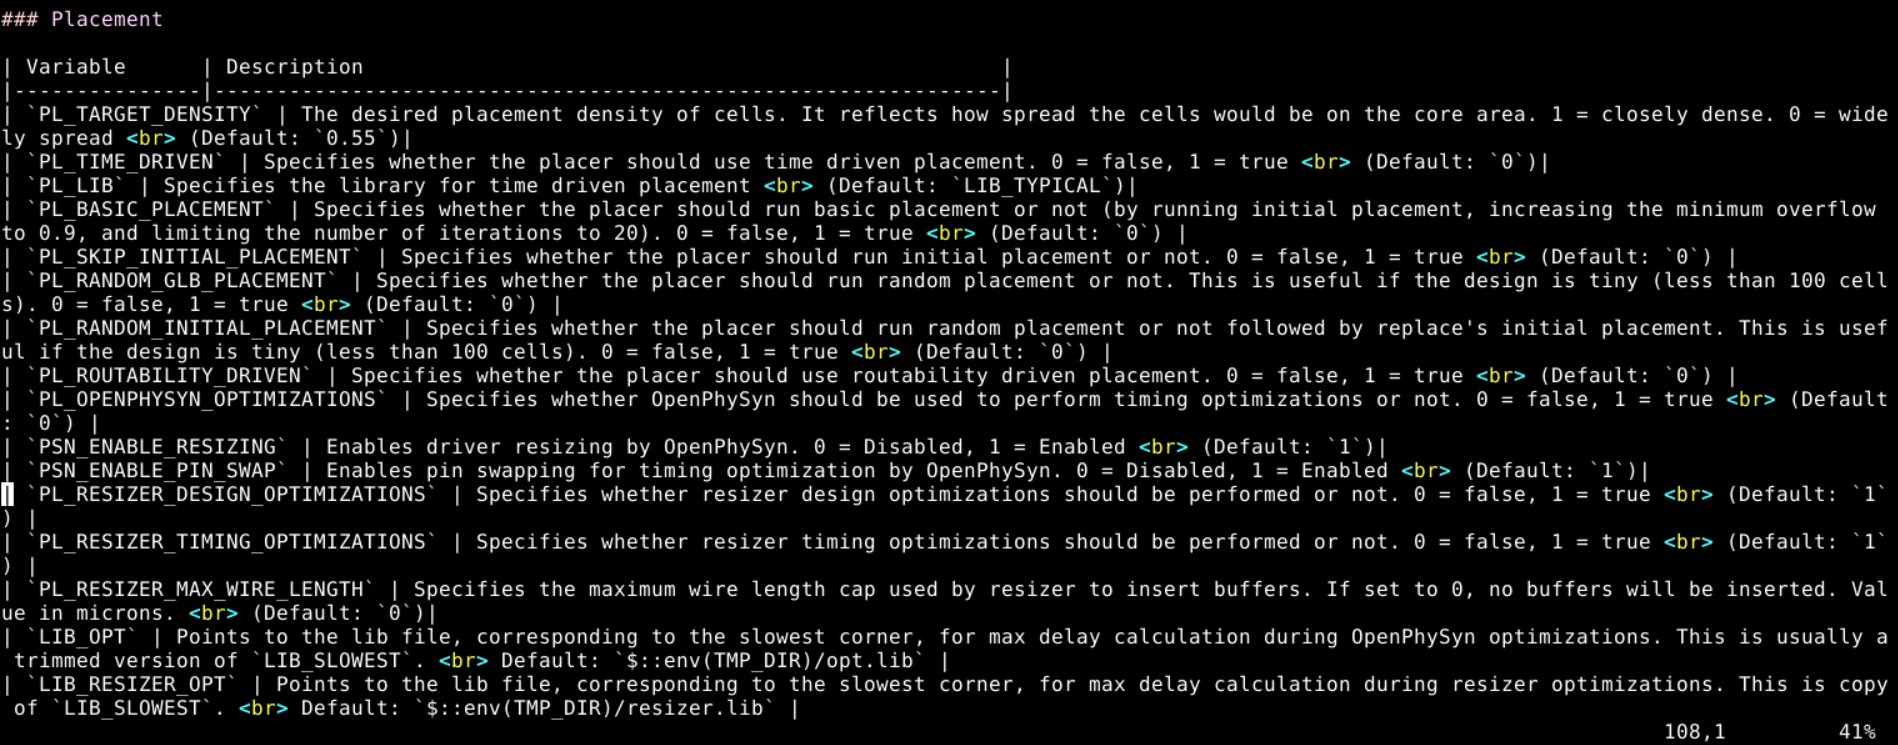 ### Placement
| Variable      | Description                                                   |
|---------------|---------------------------------------------------------------|
| `PL_TARGET_DENSITY` | The desired placement density of cells. It reflects how spread the cells would be on the core area. 1 = closely dense. 0 = wide
ly spread <br> (Default: `0.55`)|
| `PL_TIME_DRIVEN` | Specifies whether the placer should use time driven placement. 0 = false, 1 = true <br> (Default: `0`)|
| `PL_LIB` | Specifies the library for time driven placement <br> (Default: `LIB_TYPICAL`)|
| `PL_BASIC_PLACEMENT` | Specifies whether the placer should run basic placement or not (by running initial placement, increasing the minimum overflow
to 0.9, and limiting the number of iterations to 20). 0 = false, 1 = true <br> (Default: `0`) |
| `PL_SKIP_INITIAL_PLACEMENT` | Specifies whether the placer should run initial placement or not. 0 = false, 1 = true <br> (Default: `0`) |
| `PL_RANDOM_GLB_PLACEMENT` | Specifies whether the placer should run random placement or not. This is useful if the design is tiny (less than 100 cell
s). 0 = false, 1 = true <br> (Default: `0`) |
| `PL_RANDOM_INITIAL_PLACEMENT` | Specifies whether the placer should run random placement or not followed by replace's initial placement. This is usef
ul if the design is tiny (less than 100 cells). 0 = false, 1 = true <br> (Default: `0`) |
| `PL_ROUTABILITY_DRIVEN` | Specifies whether the placer should use routability driven placement. 0 = false, 1 = true <br> (Default: `0`) |
| `PL_OPENPHYSYN_OPTIMIZATIONS` | Specifies whether OpenPhySyn should be used to perform timing optimizations or not. 0 = false, 1 = true <br> (Default
: `0`) |
| `PSN_ENABLE_RESIZING` | Enables driver resizing by OpenPhySyn. 0 = Disabled, 1 = Enabled <br> (Default: `1`)|
| `PSN_ENABLE_PIN_SWAP` | Enables pin swapping for timing optimization by OpenPhySyn. 0 = Disabled, 1 = Enabled <br> (Default: `1`)|
| `PL_RESIZER_DESIGN_OPTIMIZATIONS` | Specifies whether resizer design optimizations should be performed or not. 0 = false, 1 = true <br> (Default: `1`
) |
| `PL_RESIZER_TIMING_OPTIMIZATIONS` | Specifies whether resizer timing optimizations should be performed or not. 0 = false, 1 = true <br> (Default: `1`
) |
| `PL_RESIZER_MAX_WIRE_LENGTH` | Specifies the maximum wire length cap used by resizer to insert buffers. If set to 0, no buffers will be inserted. Val
ue in microns. <br> (Default: `0`)|
| `LIB_OPT` | Points to the lib file, corresponding to the slowest corner, for max delay calculation during OpenPhySyn optimizations. This is usually a
 trimmed version of `LIB_SLOWEST`. <br> Default: `$::env(TMP_DIR)/opt.lib` |
| `LIB_RESIZER_OPT` | Points to the lib file, corresponding to the slowest corner, for max delay calculation during resizer optimizations. This is copy
 of `LIB_SLOWEST`. <br> Default: `$::env(TMP_DIR)/resizer.lib` |
108,1         41%